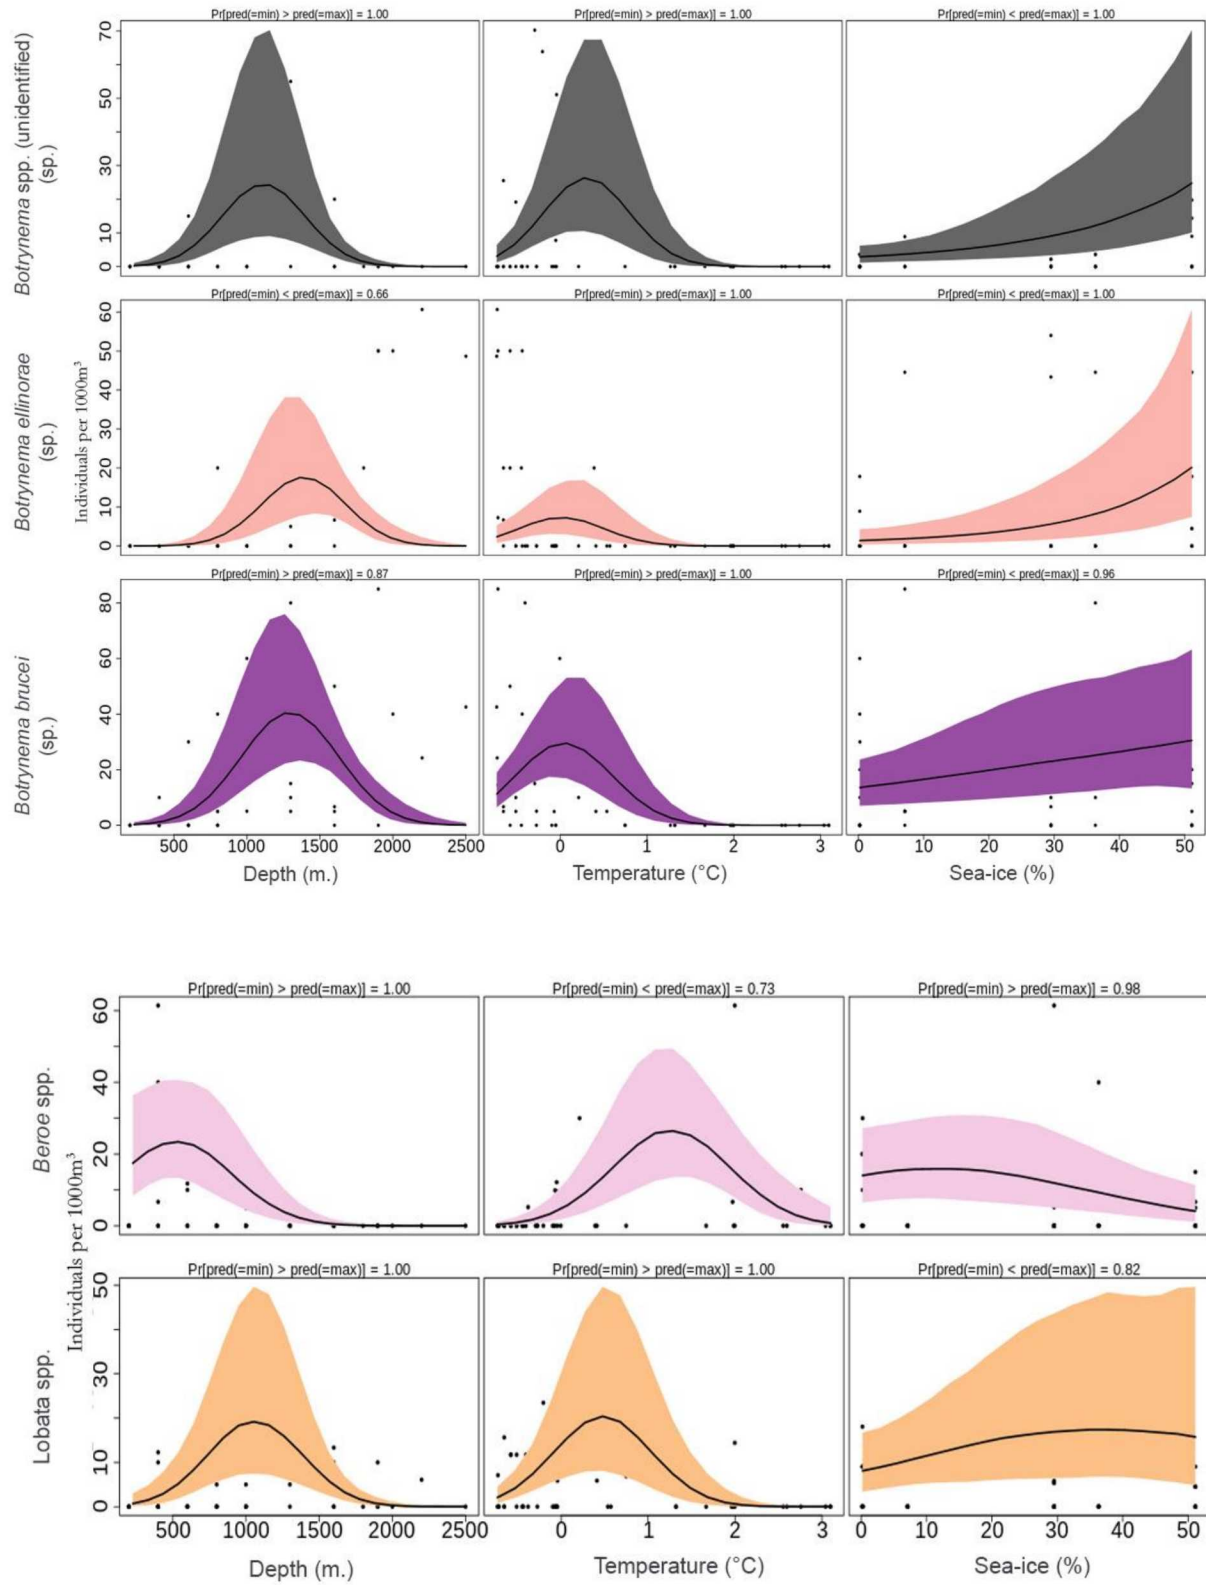 Pr[pred(=min) > pred(=max)] = 1.00
Pr[pred(=min) > pred(=max)] = 1.00
Pr[pred(=min) < pred(=max)] = 1.00
Botrynema spp. (unidentified)
(sp.)
70
50
30
10
0
Pr[pred(=min) < pred(=max)] = 0.66
Pr[pred(=min) > pred(=max)] = 1.00
Pr[pred(=min) < pred(=max)] = 1.00
Botrynema ellinorae
(sp.)
Individuals per 1000m³
60
50
40
30
20
10
0
Pr[pred(=min) > pred(=max)] = 0.87
Pr[pred(=min) > pred(=max)] = 1.00
Pr[pred(=min) < pred(=max)] = 0.96
Botrynema brucei
(sp.)
80
60
40
20
0
500 1000 1500 2000 2500
0 1 2 3
0 10 20 30 40 50
Depth (m.)
Temperature (°C)
Sea-ice (%)
Pr[pred(=min) > pred(=max)] = 1.00
Pr[pred(=min) < pred(=max)] = 0.73
Pr[pred(=min) > pred(=max)] = 0.98
Beroe spp.
Individuals per 1000m³
60
40
20
0
Pr[pred(=min) > pred(=max)] = 1.00
Pr[pred(=min) > pred(=max)] = 1.00
Pr[pred(=min) < pred(=max)] = 0.82
Lobata spp.
50
30
10
0
500 1000 1500 2000 2500
0 1 2 3
0 10 20 30 40 50
Depth (m.)
Temperature (°C)
Sea-ice (%)